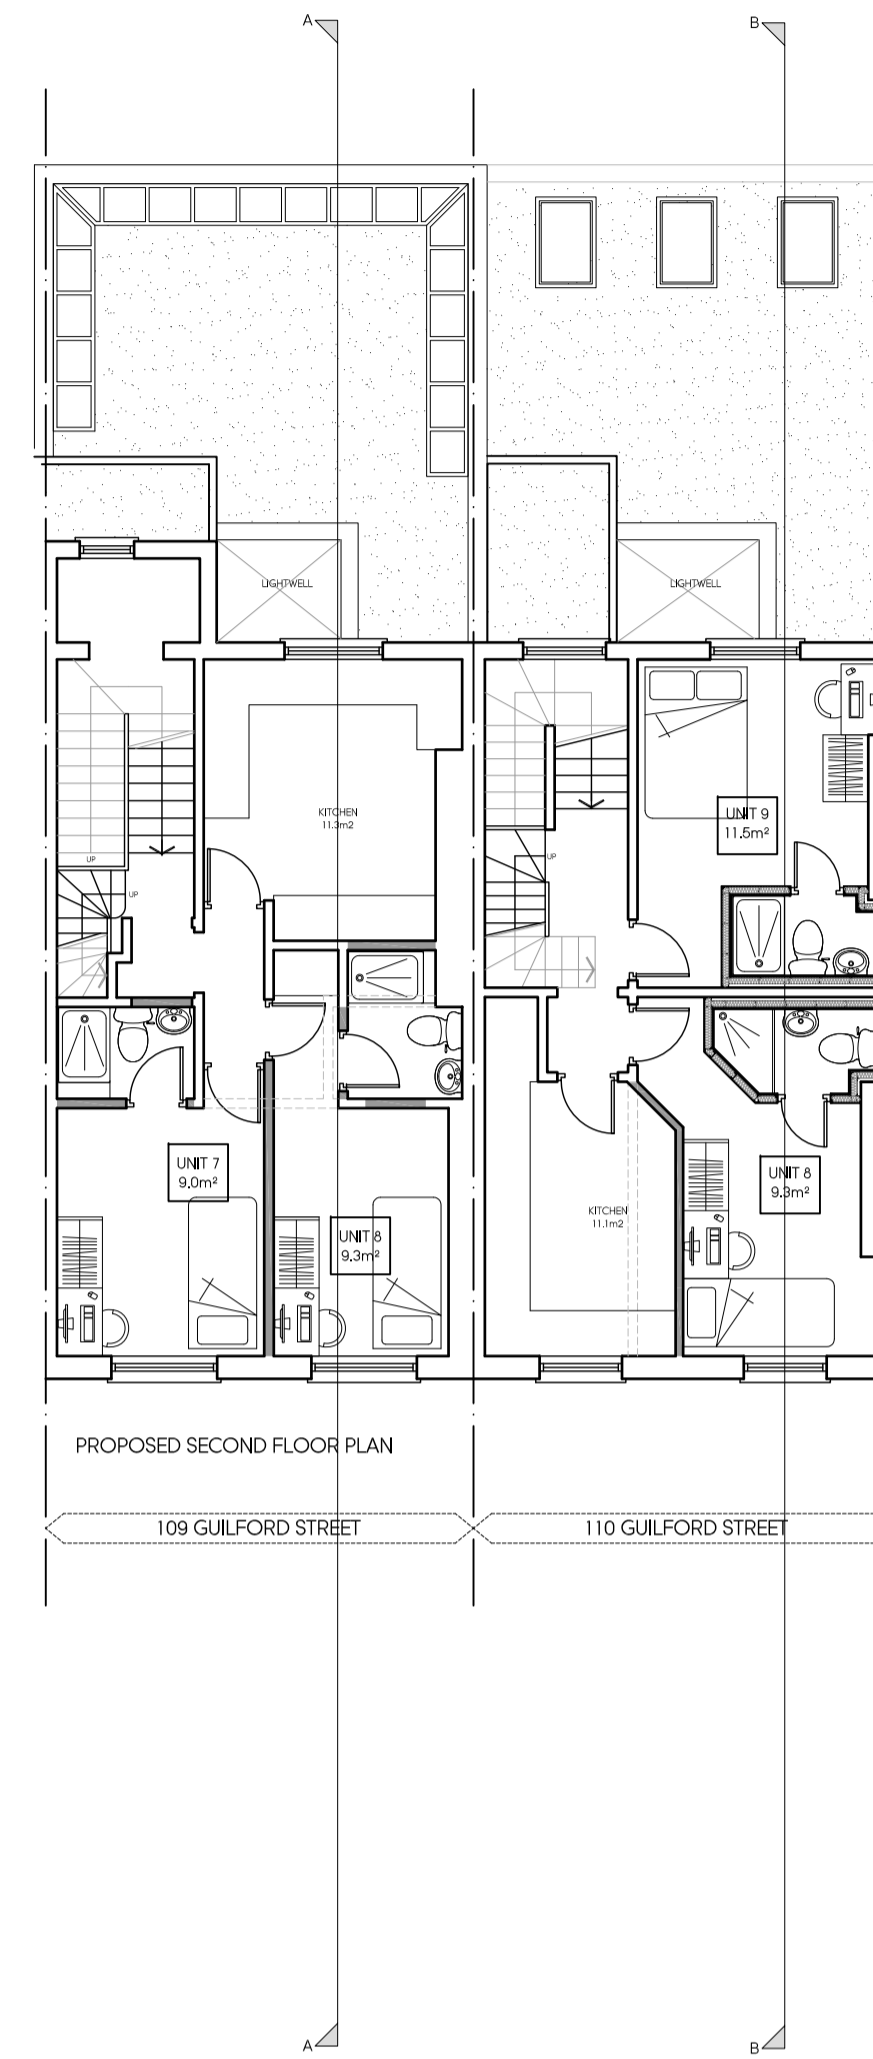 A
B
LIGHTWELL
LIGHTWELL
KITCHEN
11.3m2
UNIT 9
11.5m²
UP
UP
UP
UNIT 7
9.0m²
UNIT 8
9.3m²
UNIT 8
9.3m²
KITCHEN
11.1m2
PROPOSED SECOND FLOOR PLAN
109 GUILFORD STREET
110 GUILFORD STREET
A
B